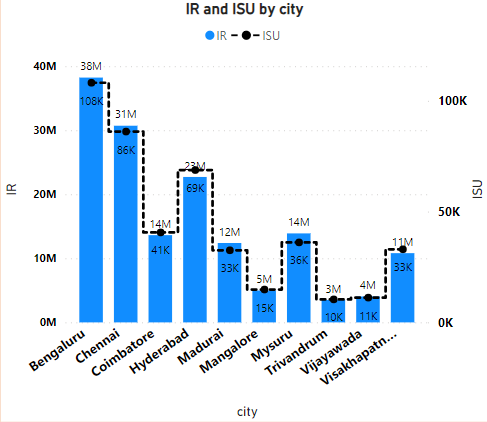 IR and ISU by city
IR ISU
40M
30M
20M
10M
0M
IR
38M
31M
14M
23M
12M
5M
14M
3M
4M
11M
108K
86K
41K
69K
33K
15K
36K
10K
11K
33K
100K
50K
0K
ISU
Bengaluru
Chennai
Coimbatore
Hyderabad
Madurai
Mangalore
Mysuru
Trivandrum
Vijayawada
Visakhapatn...
city